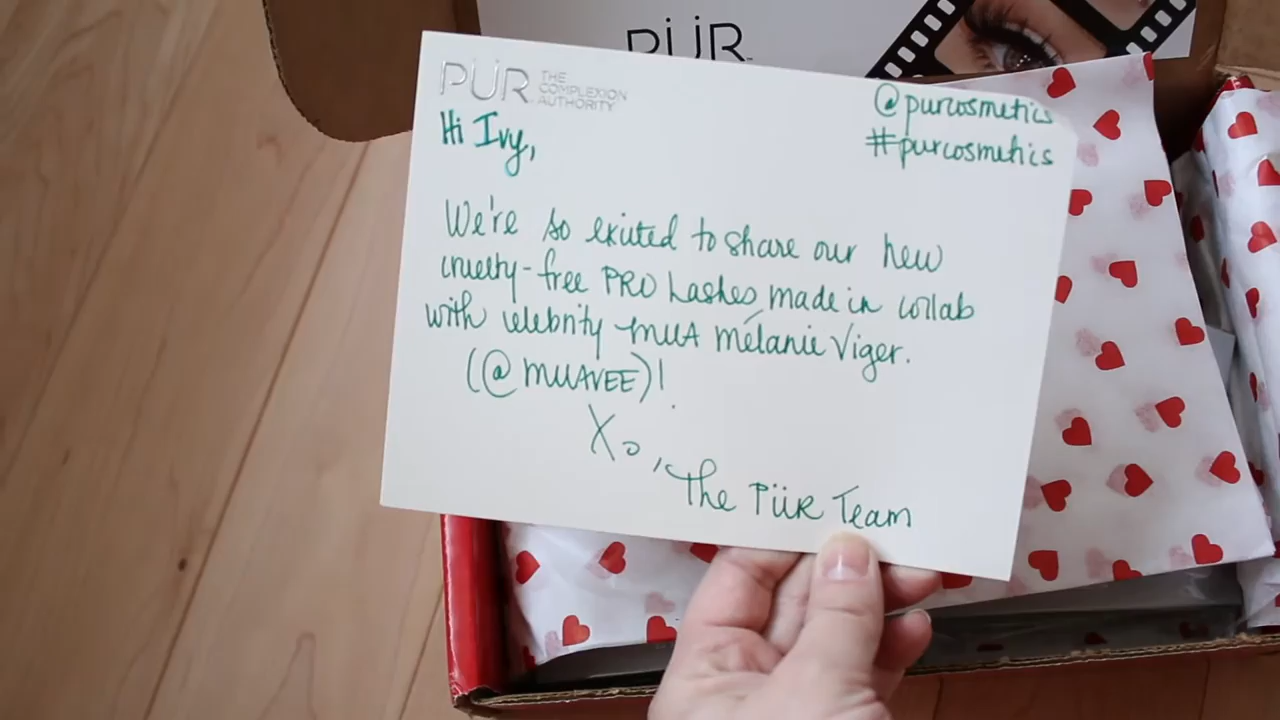 PÜR
PÜR THE COMPLEXION AUTHORITY
@purcosmetics
#purcosmetics
Hi Ivy,
We're so excited to share our new
cruelty-free PRO Lashes, made in collab
with celebrity MUA Mélanie Viger.
(@MUAVEE)!
Xo,
The PÜR Team